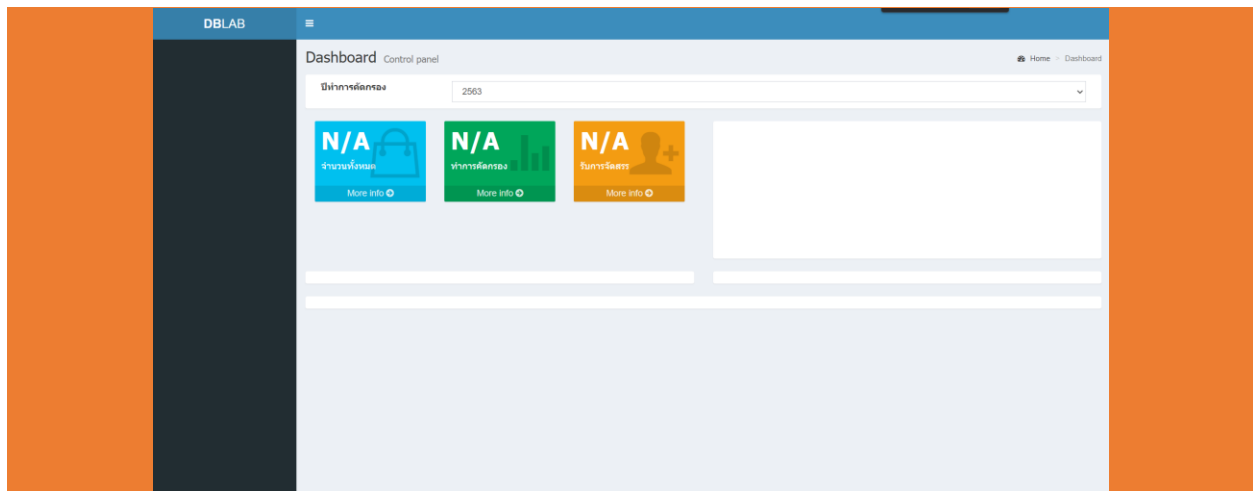 DBLAB
Dashboard Control panel
Home > Dashboard
ปีทำการคัดกรอง
2563
N/A
จำนวนทั้งหมด
More info
N/A
ทำการคัดกรอง
More info
N/A
รับการจัดสรร
More info